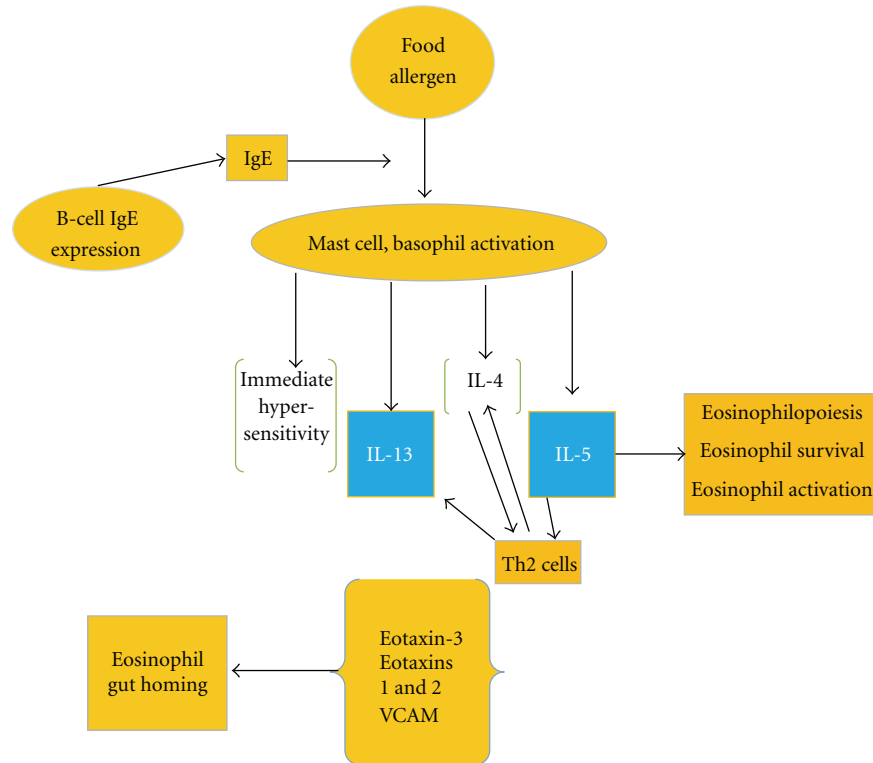 Food
allergen
IgE
B-cell IgE
expression
Mast cell, basophil activation
Immediate
hyper-
sensitivity
IL-13
IL-4
IL-5
Eosinophilopoiesis
Eosinophil survival
Eosinophil activation
Th2 cells
Eotaxin-3
Eotaxins
1 and 2
VCAM
Eosinophil
gut homing